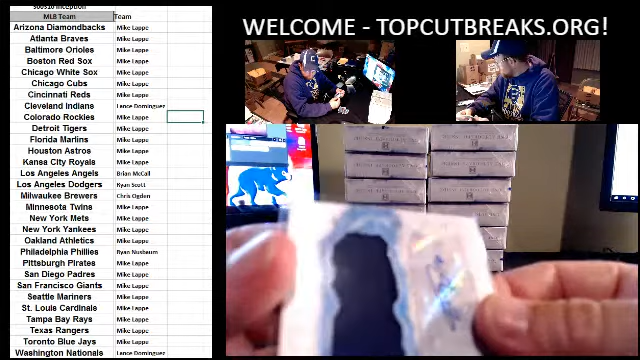 WELCOME - TOPCUTBREAKS.ORG!
MLB Team Team
Arizona Diamondbacks Mike Lappe
Atlanta Braves Mike Lappe
Baltimore Orioles Mike Lappe
Boston Red Sox Mike Lappe
Chicago White Sox Mike Lappe
Chicago Cubs Mike Lappe
Cincinnati Reds Mike Lappe
Cleveland Indians Lance Dominguez
Colorado Rockies Mike Lappe
Detroit Tigers Mike Lappe
Florida Marlins Mike Lappe
Houston Astros Mike Lappe
Kansa City Royals Mike Lappe
Los Angeles Angels Brian McCall
Los Angeles Dodgers Ryan Scott
Milwaukee Brewers Chris Ogden
Minnesota Twins Mike Lappe
New York Mets Mike Lappe
New York Yankees Mike Lappe
Oakland Athletics Mike Lappe
Philadelphia Phillies Ryan Nusbaum
Pittsburgh Pirates Mike Lappe
San Diego Padres Mike Lappe
San Francisco Giants Mike Lappe
Seattle Mariners Mike Lappe
St. Louis Cardinals Mike Lappe
Tampa Bay Rays Mike Lappe
Texas Rangers Mike Lappe
Toronto Blue Jays Mike Lappe
Washington Nationals Lance Dominguez